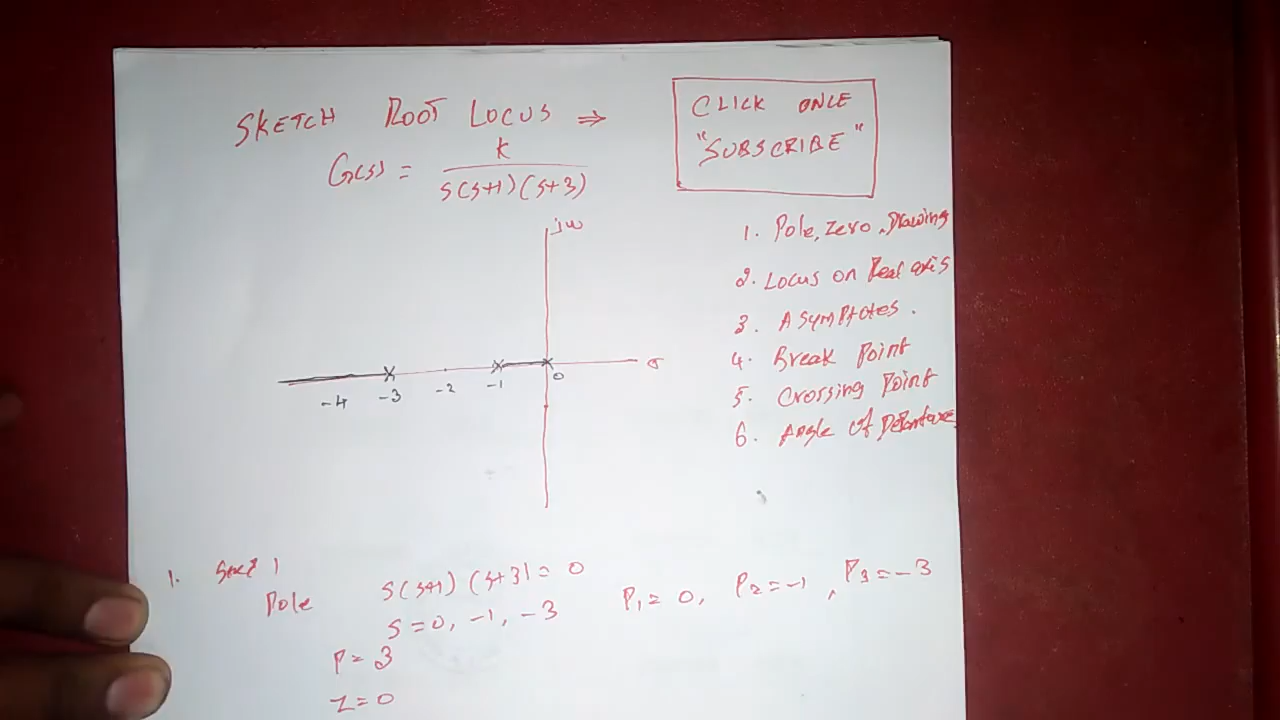 SKETCH ROOT LOCUS ⇒
G(s) = K / s(s+1)(s+3)
CLICK ONCE
"SUBSCRIBE"
1. Pole, Zero, Drawing
2. Locus on Real axis
3. Asymptotes.
4. Break Point
5. Crossing Point
6. Angle Of Departure
jω
σ
-4 -3 -2 -1 0
1. 1
Pole s(s+1)(s+3) = 0
s = 0, -1, -3
P1 = 0, P2 = -1, P3 = -3
P = 3
Z = 0